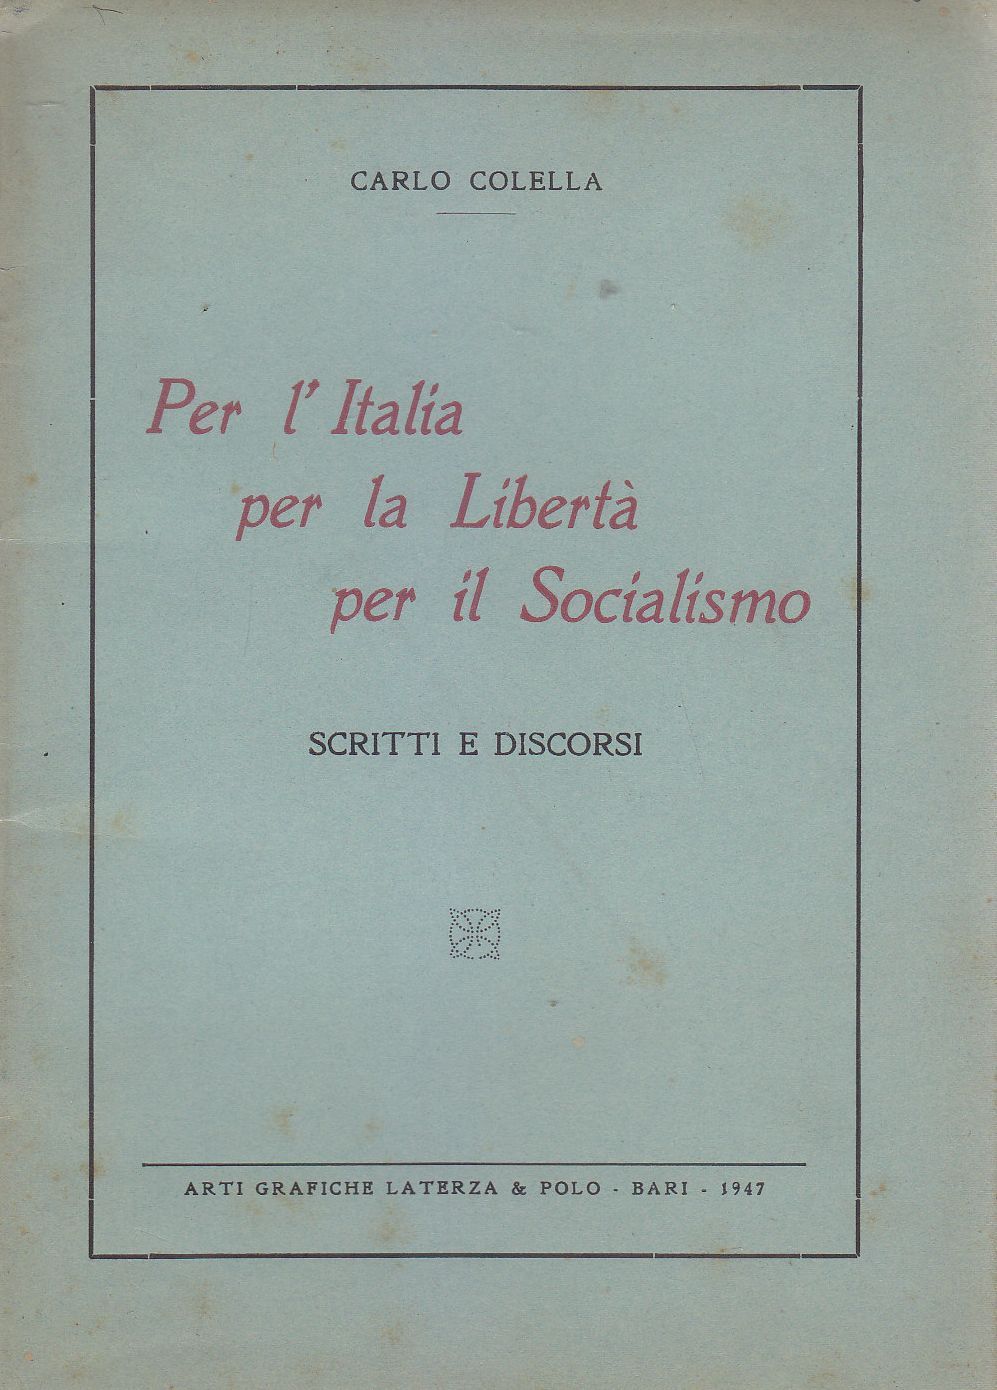 CARLO COLELLA
Per l'Italia
per la Libertà
per il Socialismo
SCRITTI E DISCORSI
ARTI GRAFICHE LATERZA & POLO - BARI - 1947